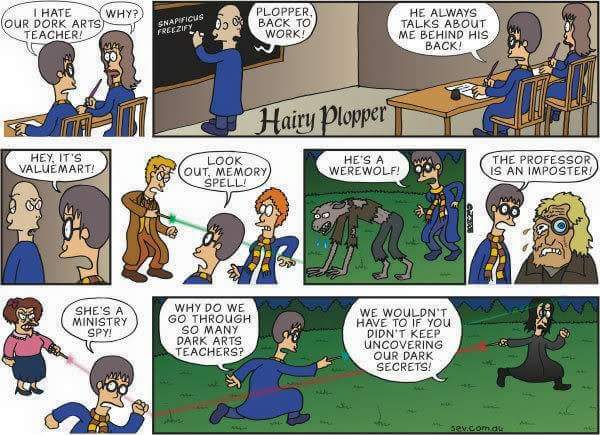 I HATE
OUR DORK ARTS
TEACHER!
WHY?
SNAPIFICUS
FREEZIFY
PLOPPER,
BACK TO
WORK!
HE ALWAYS
TALKS ABOUT
ME BEHIND HIS
BACK!
Hairy Plopper
HEY, IT'S
VALUEMART!
LOOK
OUT, MEMORY
SPELL!
HE'S A
WEREWOLF!
THE PROFESSOR
IS AN IMPOSTER!
SHE'S A
MINISTRY
SPY!
WHY DO WE
GO THROUGH
SO MANY
DARK ARTS
TEACHERS?
WE WOULDN'T
HAVE TO IF YOU
DIDN'T KEEP
UNCOVERING
OUR DARK
SECRETS!
sev.com.au